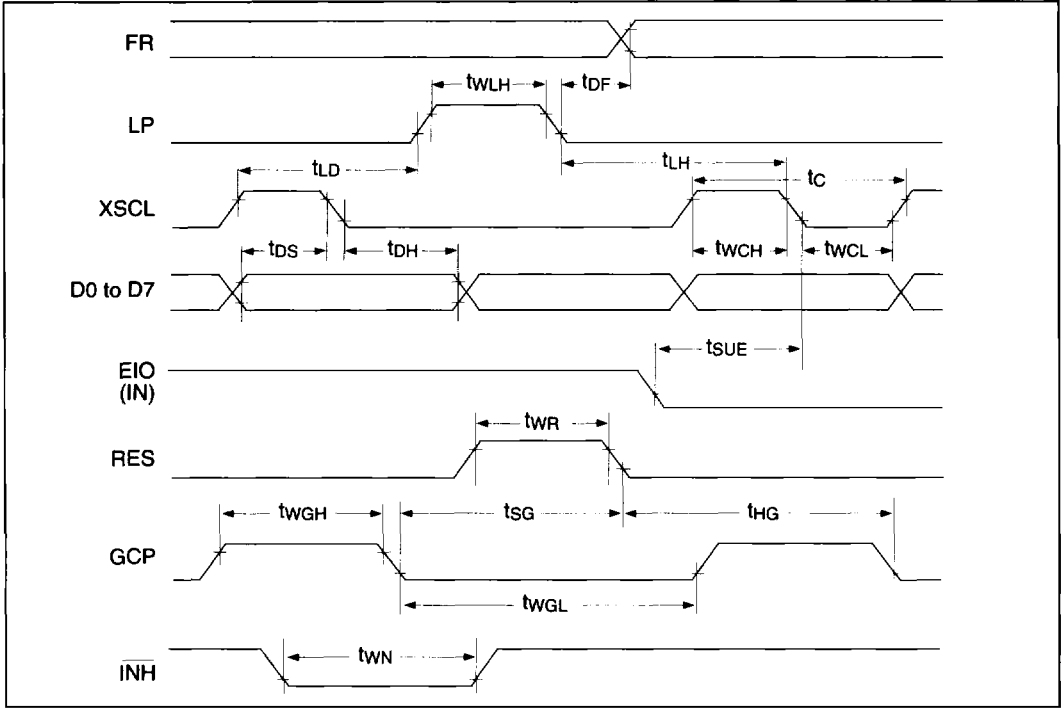 FR
tWLH
tDF
LP
tLD
tLH
tC
XSCL
tDS
tDH
tWCH
tWCL
D0 to D7
tSUE
EIO
(IN)
tWR
RES
tWGH
tSG
tHG
GCP
tWGL
tWN
INH